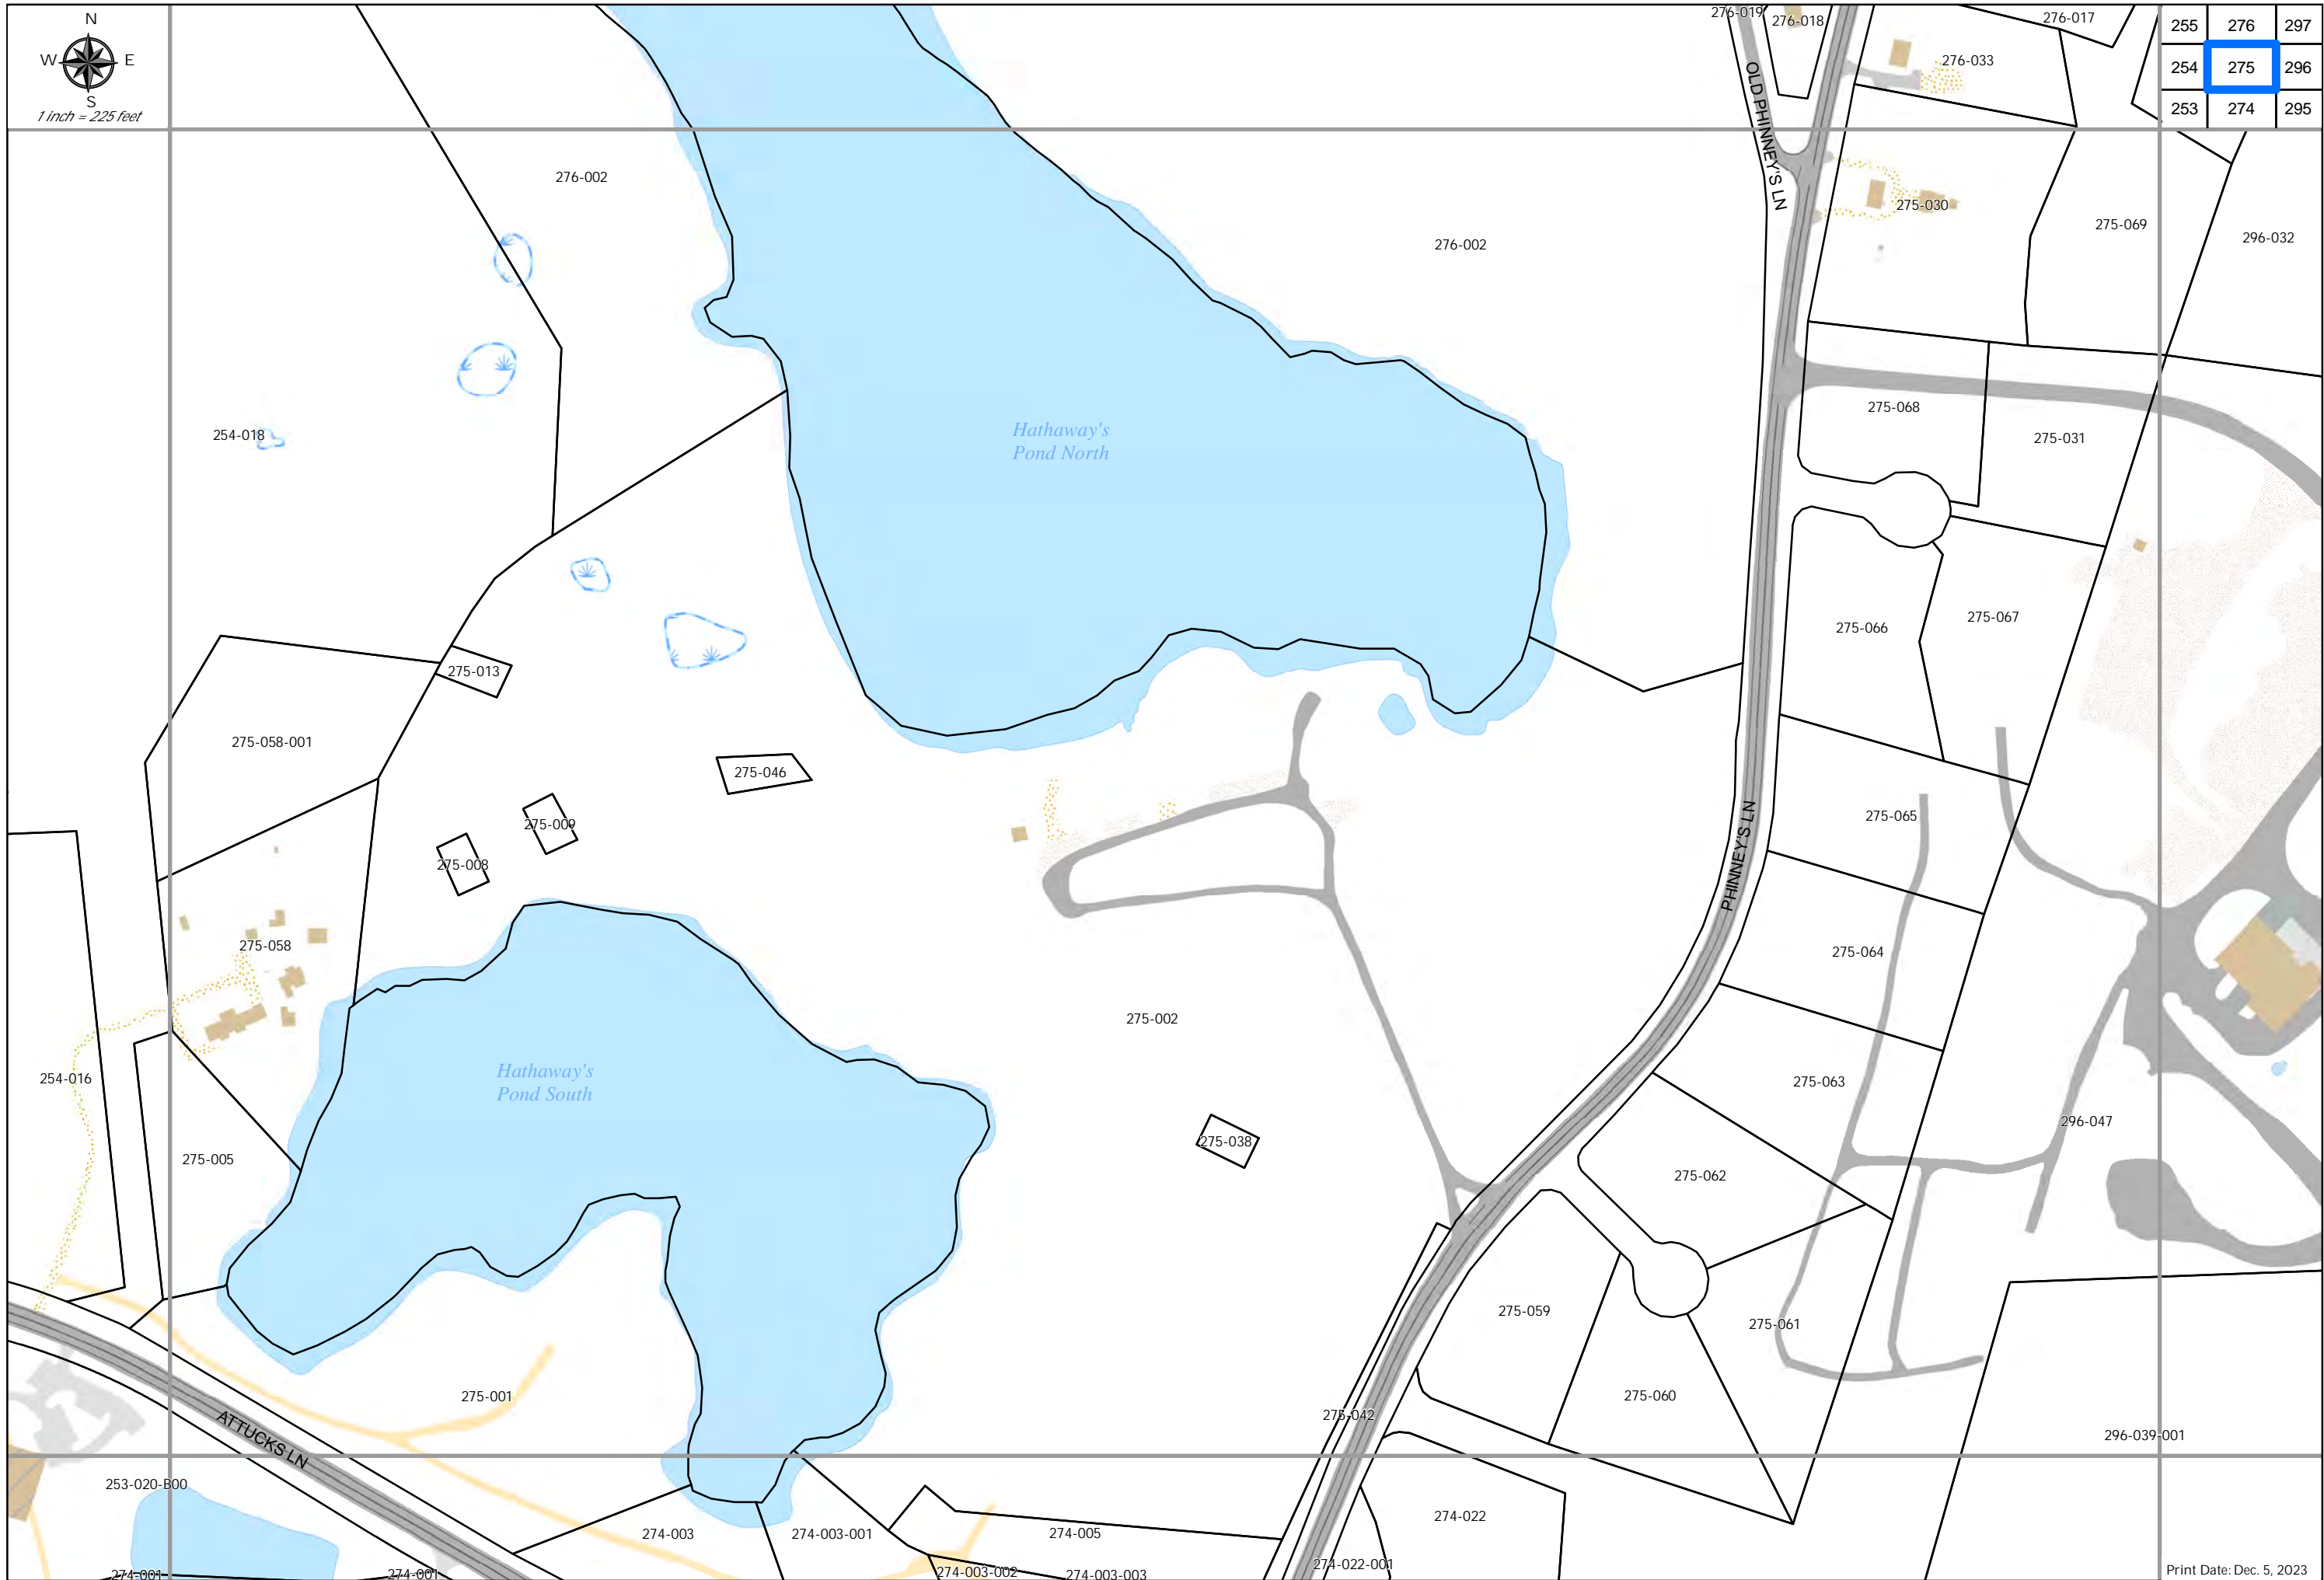 N
W E
S
1 inch = 225 feet
276-019
276-018
276-017
276-033
255 276 297
254 275 296
253 274 295
OLD PHINNEY'S LN
276-002
275-030
275-069
296-032
276-002
254-018
Hathaway's
Pond North
275-068
275-031
275-066
275-067
275-013
275-058-001
275-046
275-009
275-008
275-065
PHINNEY'S LN
275-058
275-064
275-002
254-016
Hathaway's
Pond South
275-063
296-047
275-005
275-038
275-062
275-059
275-061
275-001
275-060
275-042
ATTUCKS LN
296-039-001
253-020-B00
274-003
274-003-001
274-005
274-022
274-001
274-001
274-003-002
274-003-003
274-022-001
Print Date: Dec. 5, 2023